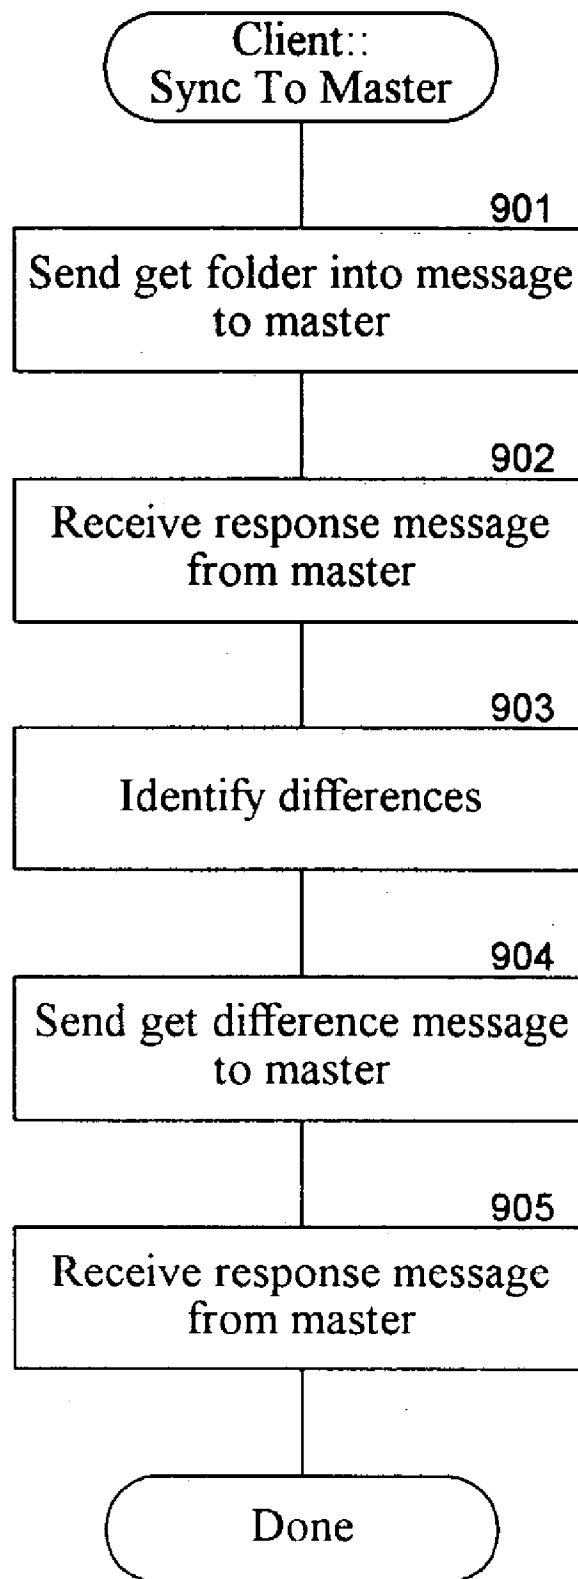 Client::
Sync To Master
901
Send get folder into message
to master
902
Receive response message
from master
903
Identify differences
904
Send get difference message
to master
905
Receive response message
from master
Done